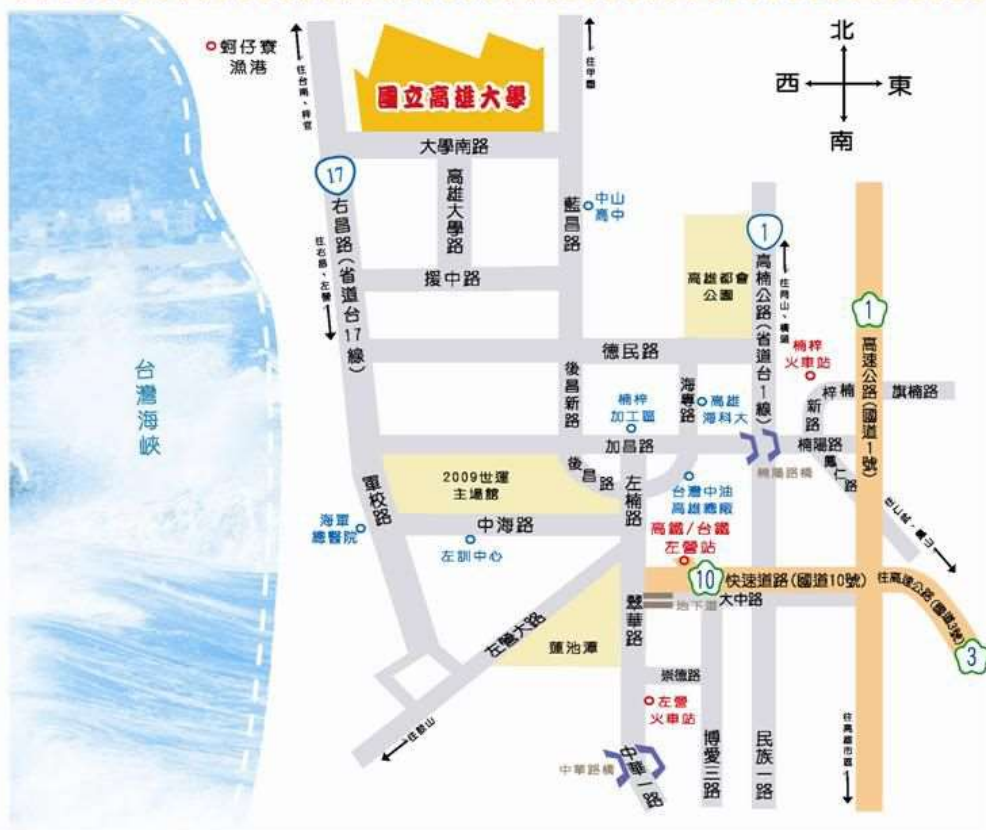 北
西
東
南
蚵仔寮
漁港
往台南、梓官
國立高雄大學
往甲圍
大學南路
17
右昌路(省道台17線)
高雄大學路
藍昌路
中山
高中
往右昌、左營
援中路
高雄都會
公園
1
高楠公路(省道台1線)
往岡山、橋頭
1
高速公路(國道1號)
台灣海峽
德民路
楠梓
火車站
後昌新路
楠梓
加工區
海專路
高雄
海科大
梓楠
新路
旗楠路
加昌路
楠陽路
楠陽路橋
鳳仁路
往仁武、鳳山
2009世運
主場館
後昌路
左楠路
台灣中油
高雄總廠
軍校路
海軍
總醫院
中海路
左訓中心
高鐵/台鐵
左營站
10
快速道路(國道10號)
往高速公路(國道3號)
大中路
地下道
3
翠華路
左營大路
蓮池潭
崇德路
左營
火車站
往鼓山
中華路橋
中華一路
博愛三路
民族一路
往高雄市區